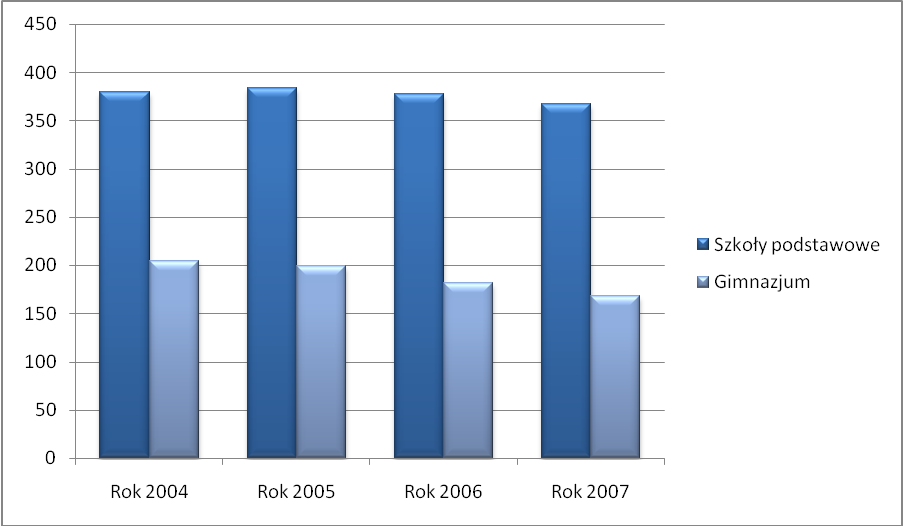 450
400
350
300
250
200
150
100
50
0
Rok 2004
Rok 2005
Rok 2006
Rok 2007
Szkoły podstawowe
Gimnazjum